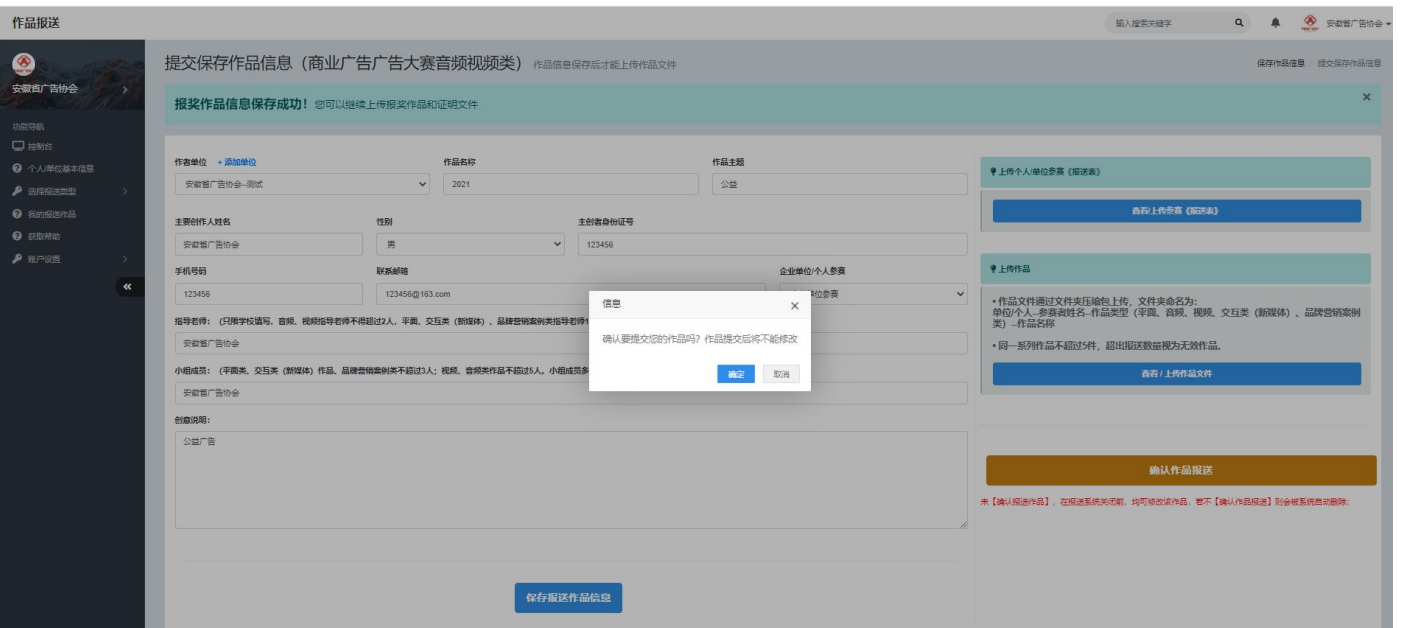 作品报送
输入搜索关键字
安徽省广告协会
安徽省广告协会
功能导航
控制台
个人/单位基本信息
选择报送类型
我的报送作品
获取帮助
账户设置
提交保存作品信息（商业广告广告大赛音频视频类） 作品信息保存后才能上传作品文件
保存作品信息 / 提交保存作品信息
报奖作品信息保存成功！ 您可以继续上传报奖作品和证明文件
作者单位 + 添加单位
作品名称
作品主题
安徽省广告协会--测试
2021
公益
主要创作人姓名
性别
主创者身份证号
安徽省广告协会
男
123456
手机号码
联系邮箱
企业单位/个人参赛
123456
123456@163.com
单位参赛
指导老师：（只限学校填写，音频、视频指导老师不得超过2人，平面、交互类（新媒体）、品牌营销案例类指导老师1
安徽省广告协会
小组成员：（平面类、交互类（新媒体）作品、品牌营销案例类不超过3人；视频、音频类作品不超过5人。小组成员多
安徽省广告协会
创意说明：
公益广告
保存报送作品信息
信息
确认要提交您的作品吗？作品提交后将不能修改
确定
取消
上传个人/单位参赛《报送表》
查看/上传参赛《报送表》
上传作品
• 作品文件通过文件夹压缩包上传，文件夹命名为：
单位/个人--参赛者姓名--作品类型（平面、音频、视频、交互类（新媒体）、品牌营销案例
类）--作品名称
• 同一系列作品不超过5件，超出报送数量视为无效作品。
查看 / 上传作品文件
确认作品报送
未【确认报送作品】，在报送系统关闭前，均可修改该作品，若不【确认作品报送】则会被系统自动删除；